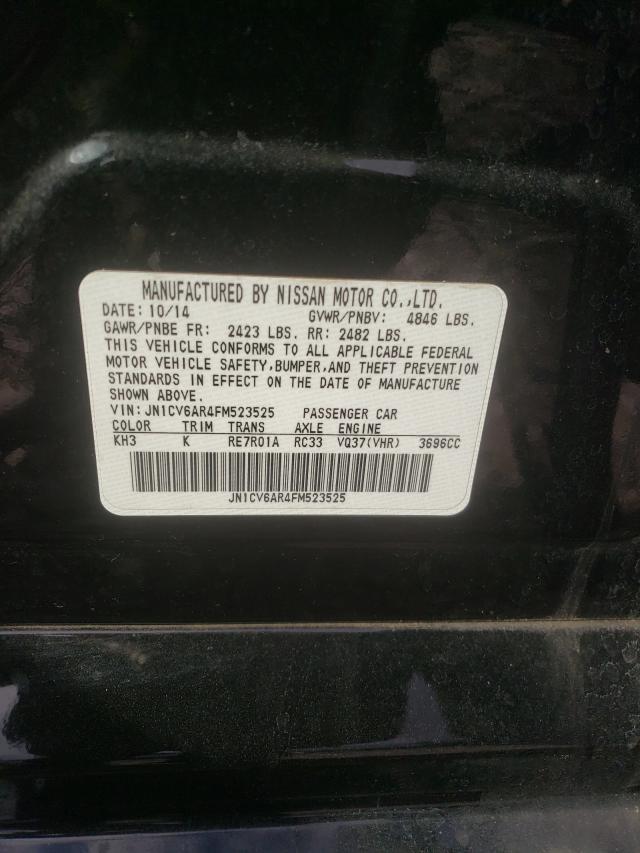 MANUFACTURED BY NISSAN MOTOR CO.,LTD.
DATE: 10/14 GVWR/PNBV: 4846 LBS.
GAWR/PNBE FR: 2423 LBS. RR: 2482 LBS.
THIS VEHICLE CONFORMS TO ALL APPLICABLE FEDERAL
MOTOR VEHICLE SAFETY,BUMPER,AND THEFT PREVENTION
STANDARDS IN EFFECT ON THE DATE OF MANUFACTURE
SHOWN ABOVE.
VIN:JN1CV6AR4FM523525 PASSENGER CAR
COLOR TRIM TRANS AXLE ENGINE
KH3 K RE7R01A RC33 VQ37(VHR) 3696CC
JN1CV6AR4FM523525